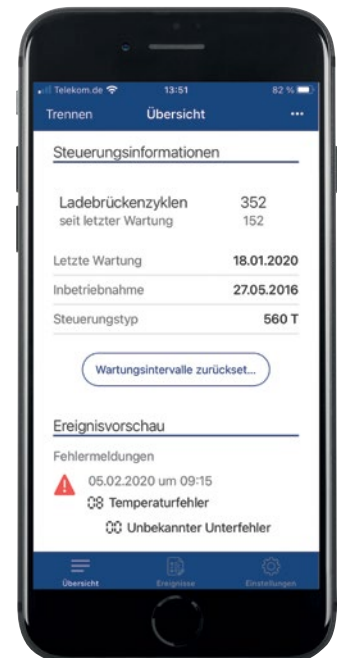 Telekom.de 13:51 82 %
Trennen Übersicht ...
Steuerungsinformationen
Ladebrückenzyklen 352
seit letzter Wartung 152
Letzte Wartung 18.01.2020
Inbetriebnahme 27.05.2016
Steuerungstyp 560 T
Wartungsintervalle zurückset...
Ereignisvorschau
Fehlermeldungen
05.02.2020 um 09:15
08 Temperaturfehler
00 Unbekannter Unterfehler
Übersicht Ereignisse Einstellungen